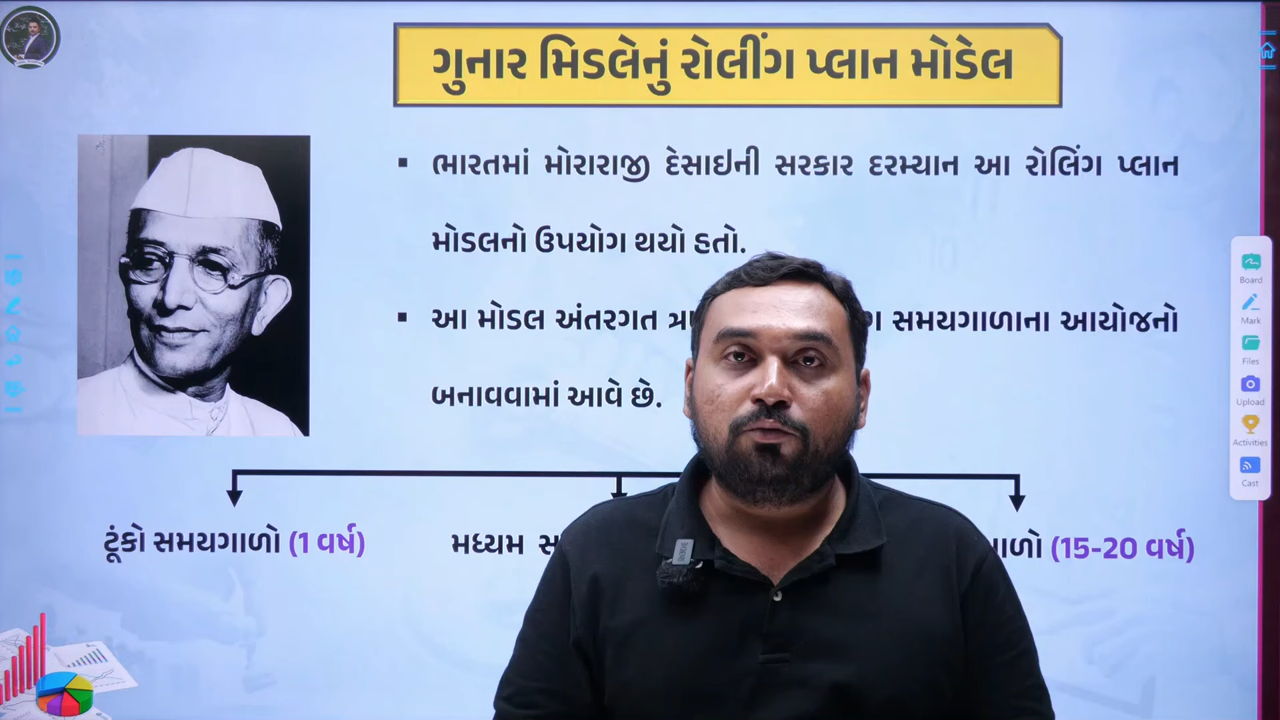 ગુનાર મિડલેનું રોલીંગ પ્લાન મોડેલ
▪ ભારતમાં મોરારાજી દેસાઇની સરકાર દરમ્યાન આ રોલિંગ પ્લાન
મોડલનો ઉપયોગ થયો હતો.
▪ આ મોડલ અંતરગત સમયગાળાના આયોજનો
બનાવવામાં આવે છે.
ટૂંકો સમયગાળો (1 વર્ષ)
મધ્યમ
(15-20 વર્ષ)
Board
Mark
Files
Upload
Activities
Cast